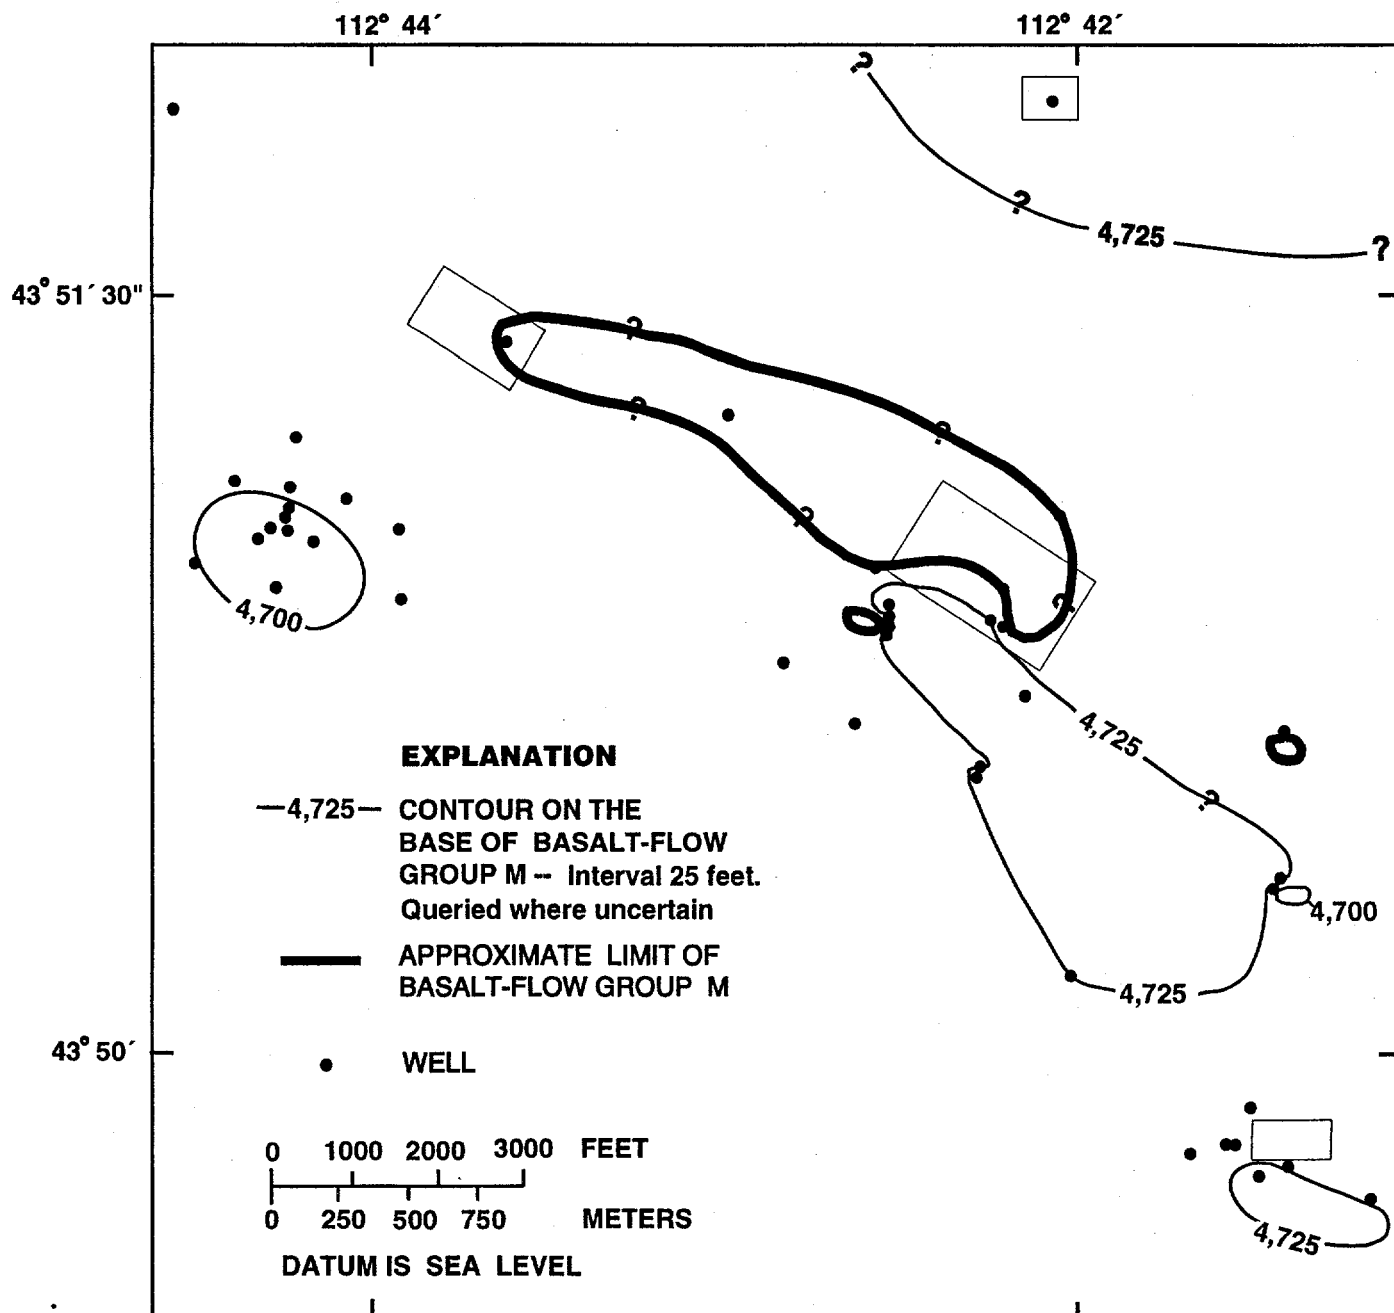 112° 44´ 112° 42´
?
?
4,725
?
43° 51´ 30"
?
?
?
?
4,700
?
4,725
EXPLANATION
—4,725— CONTOUR ON THE
BASE OF BASALT-FLOW
GROUP M -- Interval 25 feet.
Queried where uncertain
?
4,700
APPROXIMATE LIMIT OF
BASALT-FLOW GROUP M
4,725
43° 50´
WELL
0 1000 2000 3000 FEET
0 250 500 750 METERS
4,725
DATUM IS SEA LEVEL